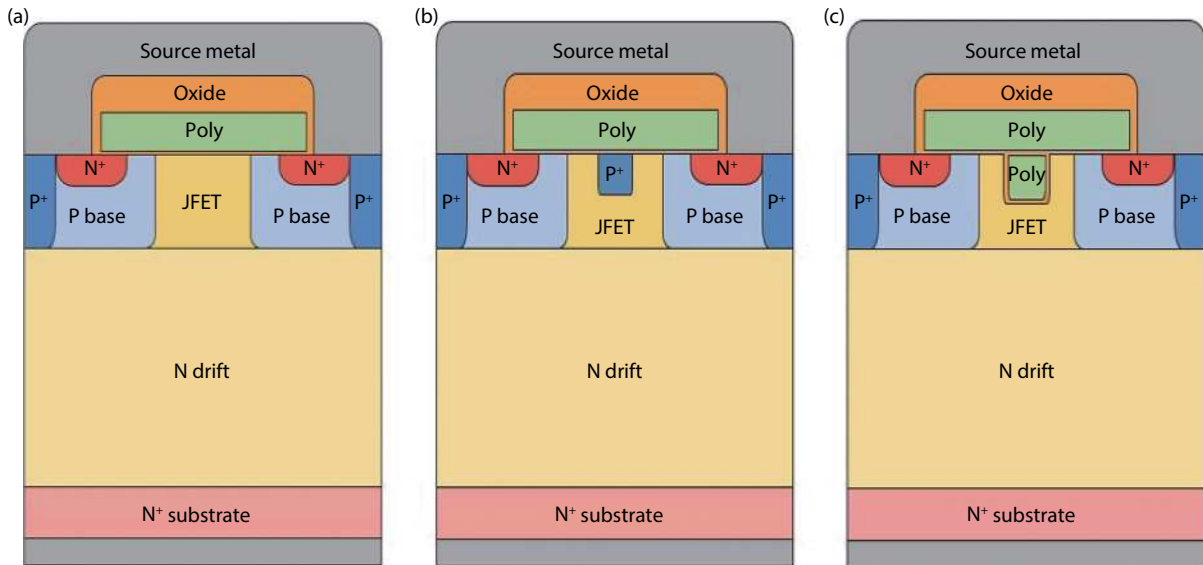 (a)
Source metal
Oxide
Poly
N⁺ N⁺
P⁺ P base JFET P base P⁺
N drift
N⁺ substrate
(b)
Source metal
Oxide
Poly
N⁺ P⁺ N⁺
P⁺ P base JFET P base P⁺
N drift
N⁺ substrate
(c)
Source metal
Oxide
Poly
N⁺ Poly N⁺
P⁺ P base JFET P base P⁺
N drift
N⁺ substrate